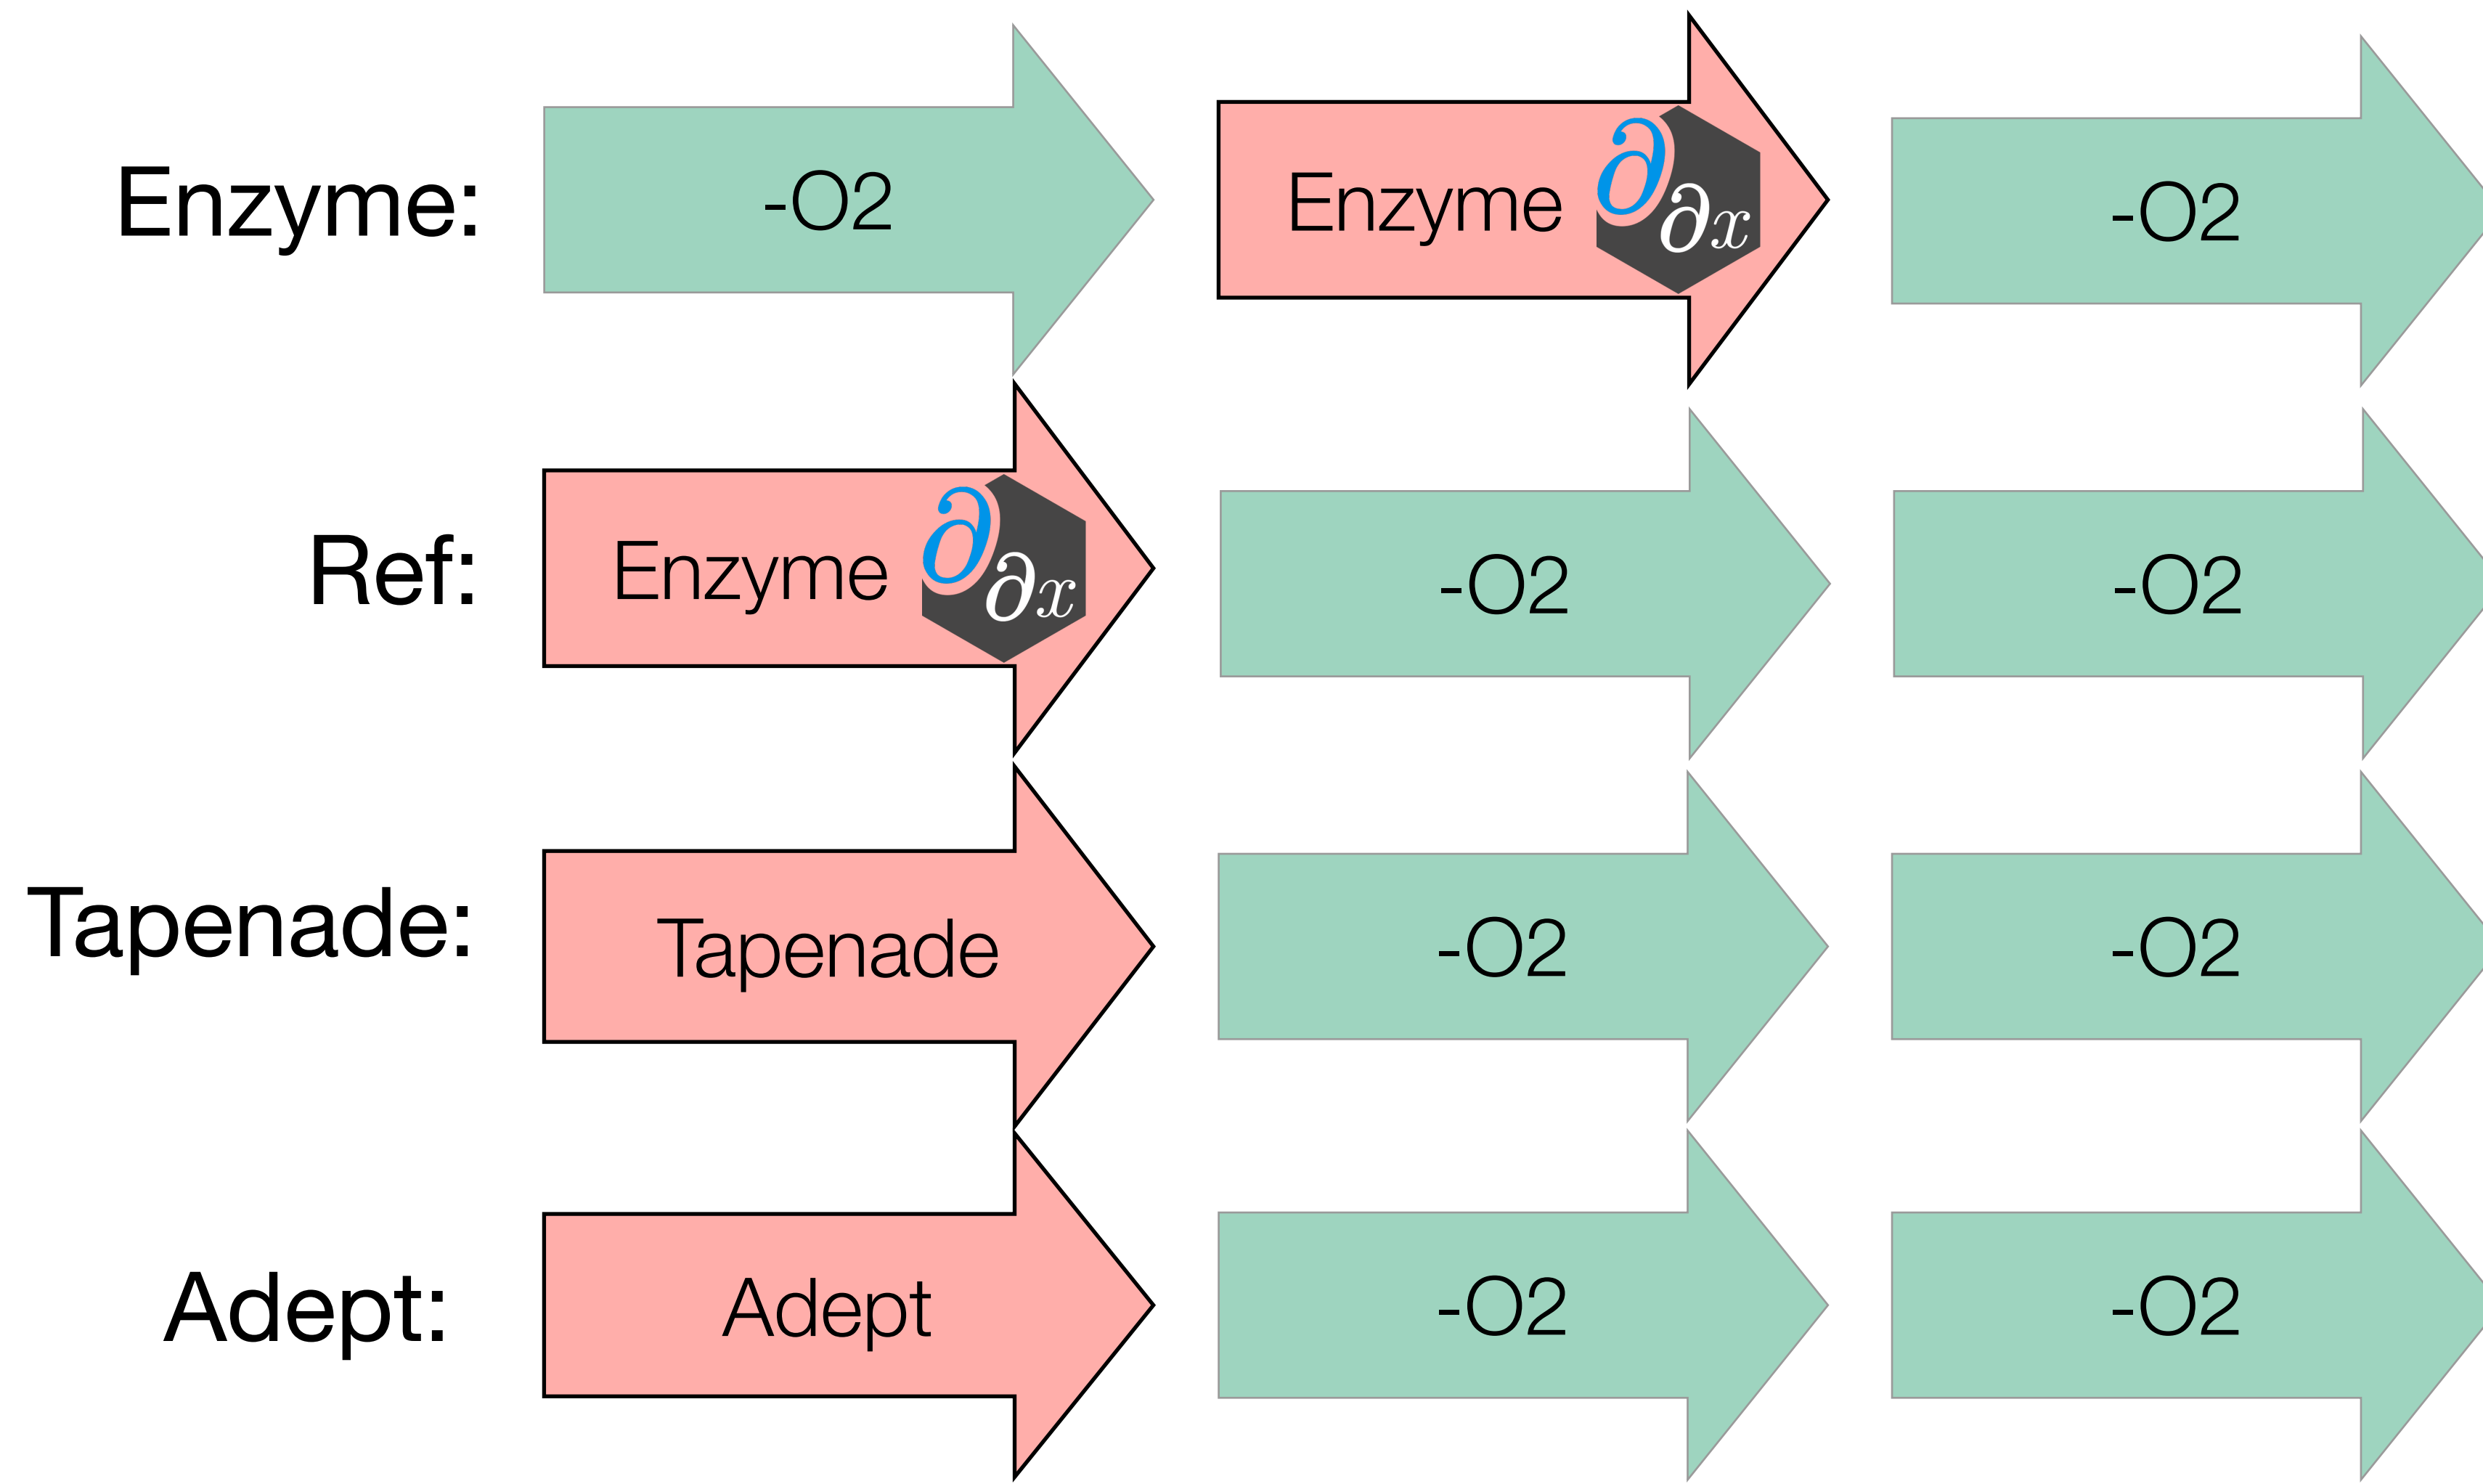 Enzyme: -O2 Enzyme ∂ ∂x -O2
Ref: Enzyme ∂ ∂x -O2 -O2
Tapenade: Tapenade -O2 -O2
Adept: Adept -O2 -O2